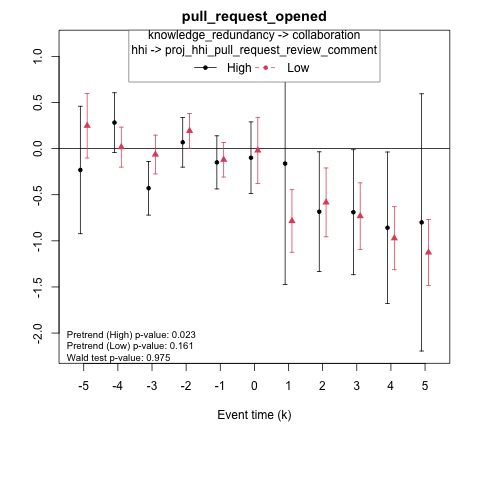 pull_request_opened
knowledge_redundancy -> collaboration
hhi -> proj_hhi_pull_request_review_comment
High Low
1.0
0.5
0.0
-0.5
-1.0
-1.5
-2.0
Pretrend (High) p-value: 0.023
Pretrend (Low) p-value: 0.161
Wald test p-value: 0.975
-5 -4 -3 -2 -1 0 1 2 3 4 5
Event time (k)